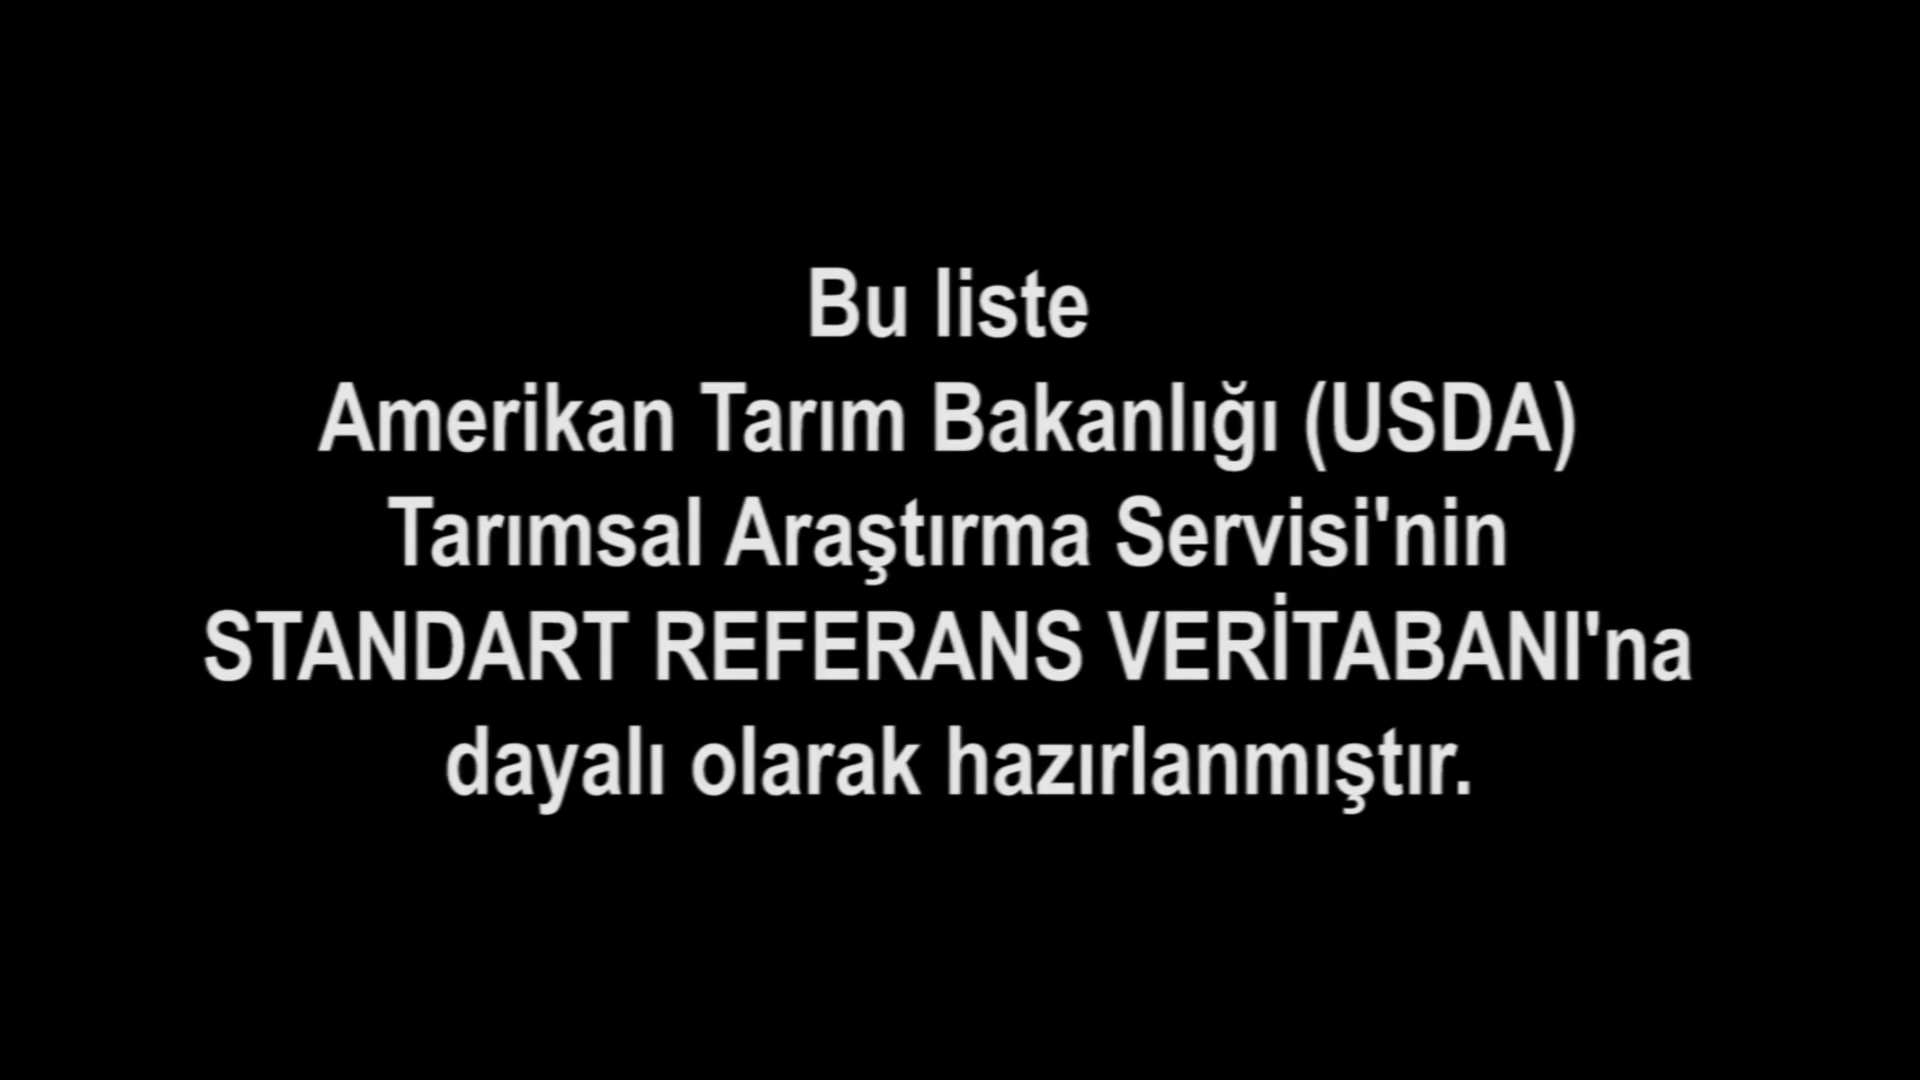 Bu liste
Amerikan Tarım Bakanlığı (USDA)
Tarımsal Araştırma Servisi'nin
STANDART REFERANS VERİTABANI'na
dayalı olarak hazırlanmıştır.